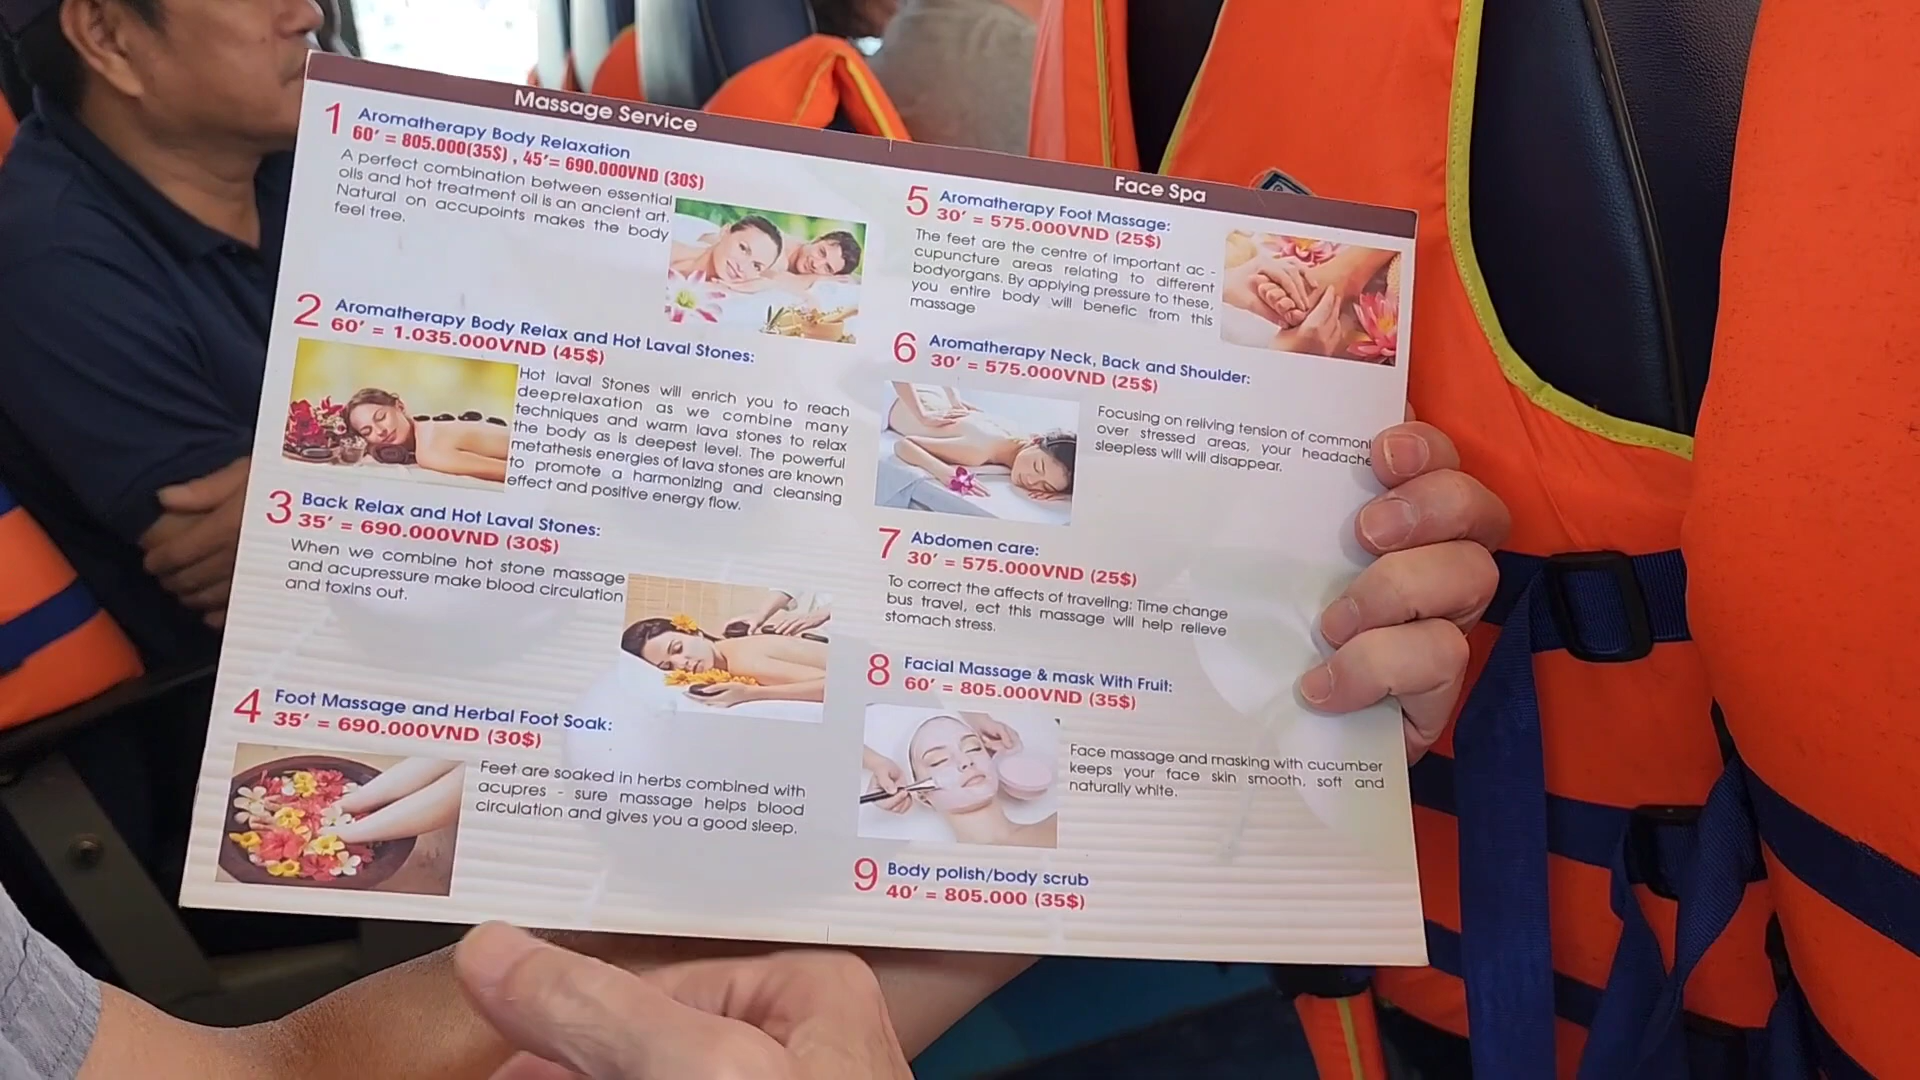 Massage Service
1 Aromatherapy Body Relaxation
60' = 805.000(35$) , 45'= 690.000VND (30$)
A perfect combination between essential
oils and hot treatment oil is an ancient art.
Natural on accupoints makes the body
feel free.
2 Aromatherapy Body Relax and Hot Laval Stones:
60' = 1.035.000VND (45$)
Hot laval Stones will enrich you to reach
deeprelaxation as we combine many
techniques and warm lava stones to relax
the body as is deepest level. The powerful
metathesis energies of lava stones are known
to promote a harmonizing and cleansing
effect and positive energy flow.
3 Back Relax and Hot Laval Stones:
35' = 690.000VND (30$)
When we combine hot stone massage
and acupressure make blood circulation
and toxins out.
4 Foot Massage and Herbal Foot Soak:
35' = 690.000VND (30$)
Feet are soaked in herbs combined with
acupres - sure massage helps blood
circulation and gives you a good sleep.
Face Spa
5 Aromatherapy Foot Massage:
30' = 575.000VND (25$)
The feet are the centre of important ac -
cupuncture areas relating to different
bodyorgans. By applying pressure to these,
you entire body will benefic from this
massage
6 Aromatherapy Neck, Back and Shoulder:
30' = 575.000VND (25$)
Focusing on reliving tension of common
over stressed areas, your headache
sleepless will will disappear.
7 Abdomen care:
30' = 575.000VND (25$)
To correct the affects of traveling: Time change
bus travel, ect this massage will help relieve
stomach stress.
8 Facial Massage & mask With Fruit:
60' = 805.000VND (35$)
Face massage and masking with cucumber
keeps your face skin smooth, soft and
naturally white.
9 Body polish/body scrub
40' = 805.000 (35$)